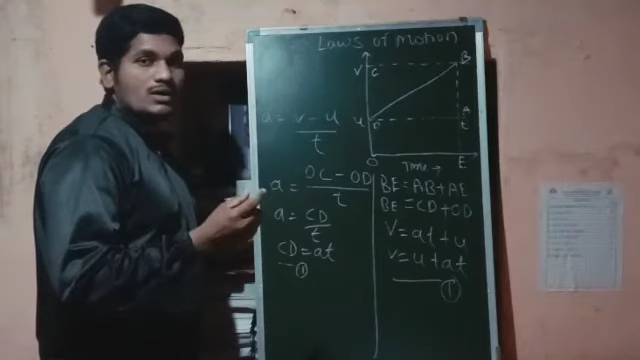 Laws of Motion
a = v - u
t
a = OC - OD
t
a = CD
t
CD = at
①
V
C
B
u
D
A
t
O
Time →
E
BE = AB + AE
BE = CD + OD
V = at + u
v = u + at
①